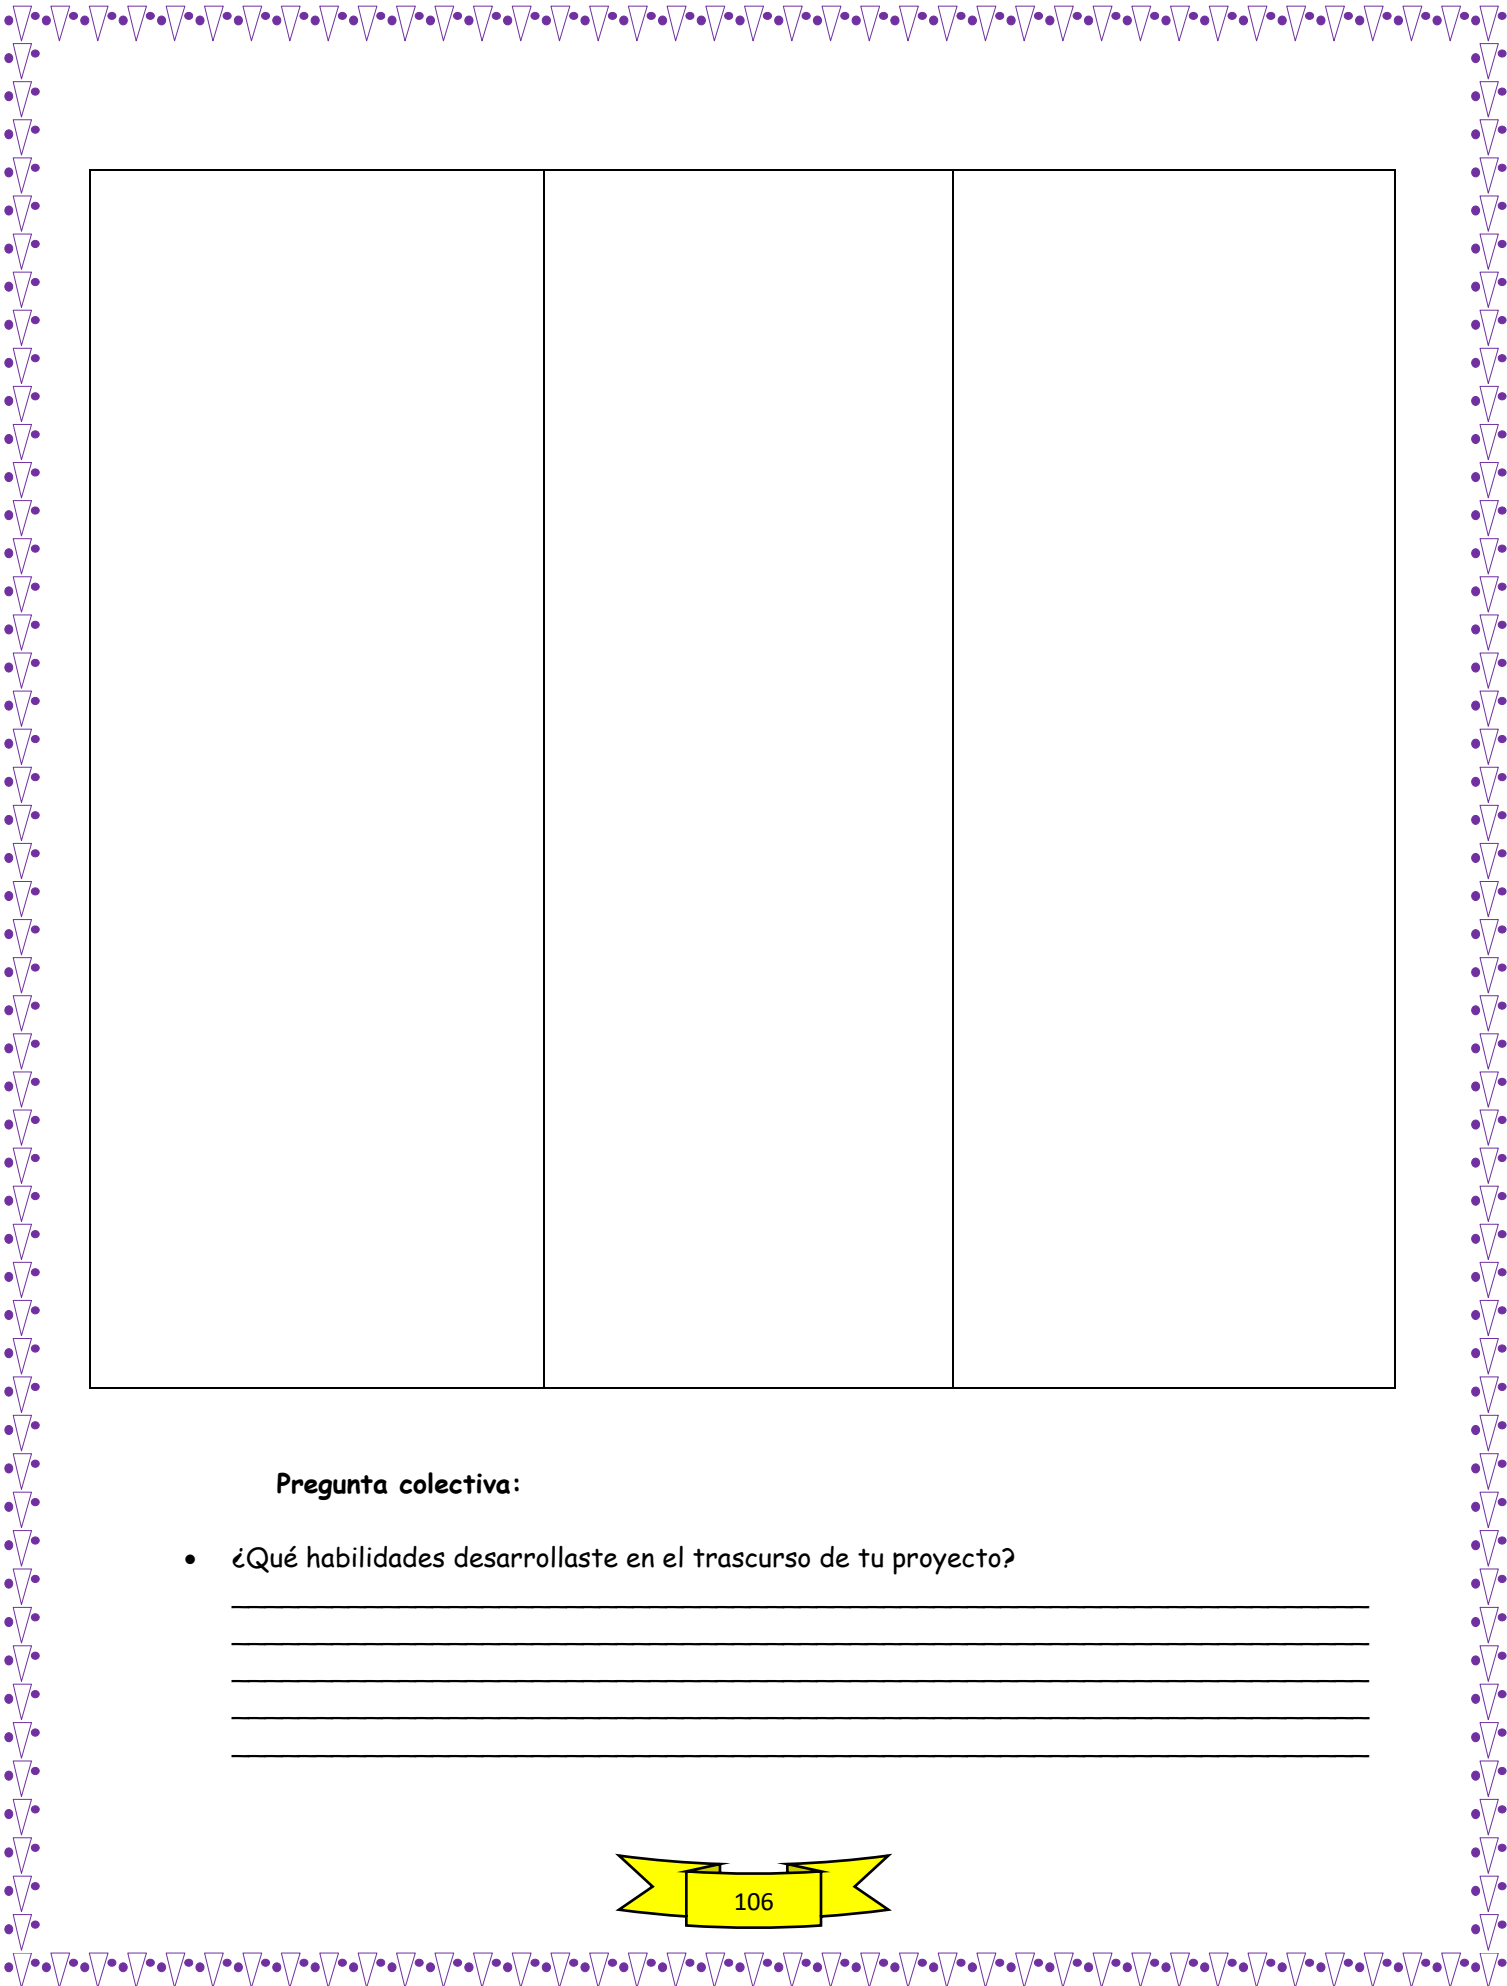 Pregunta colectiva:
• ¿Qué habilidades desarrollaste en el trascurso de tu proyecto?
106